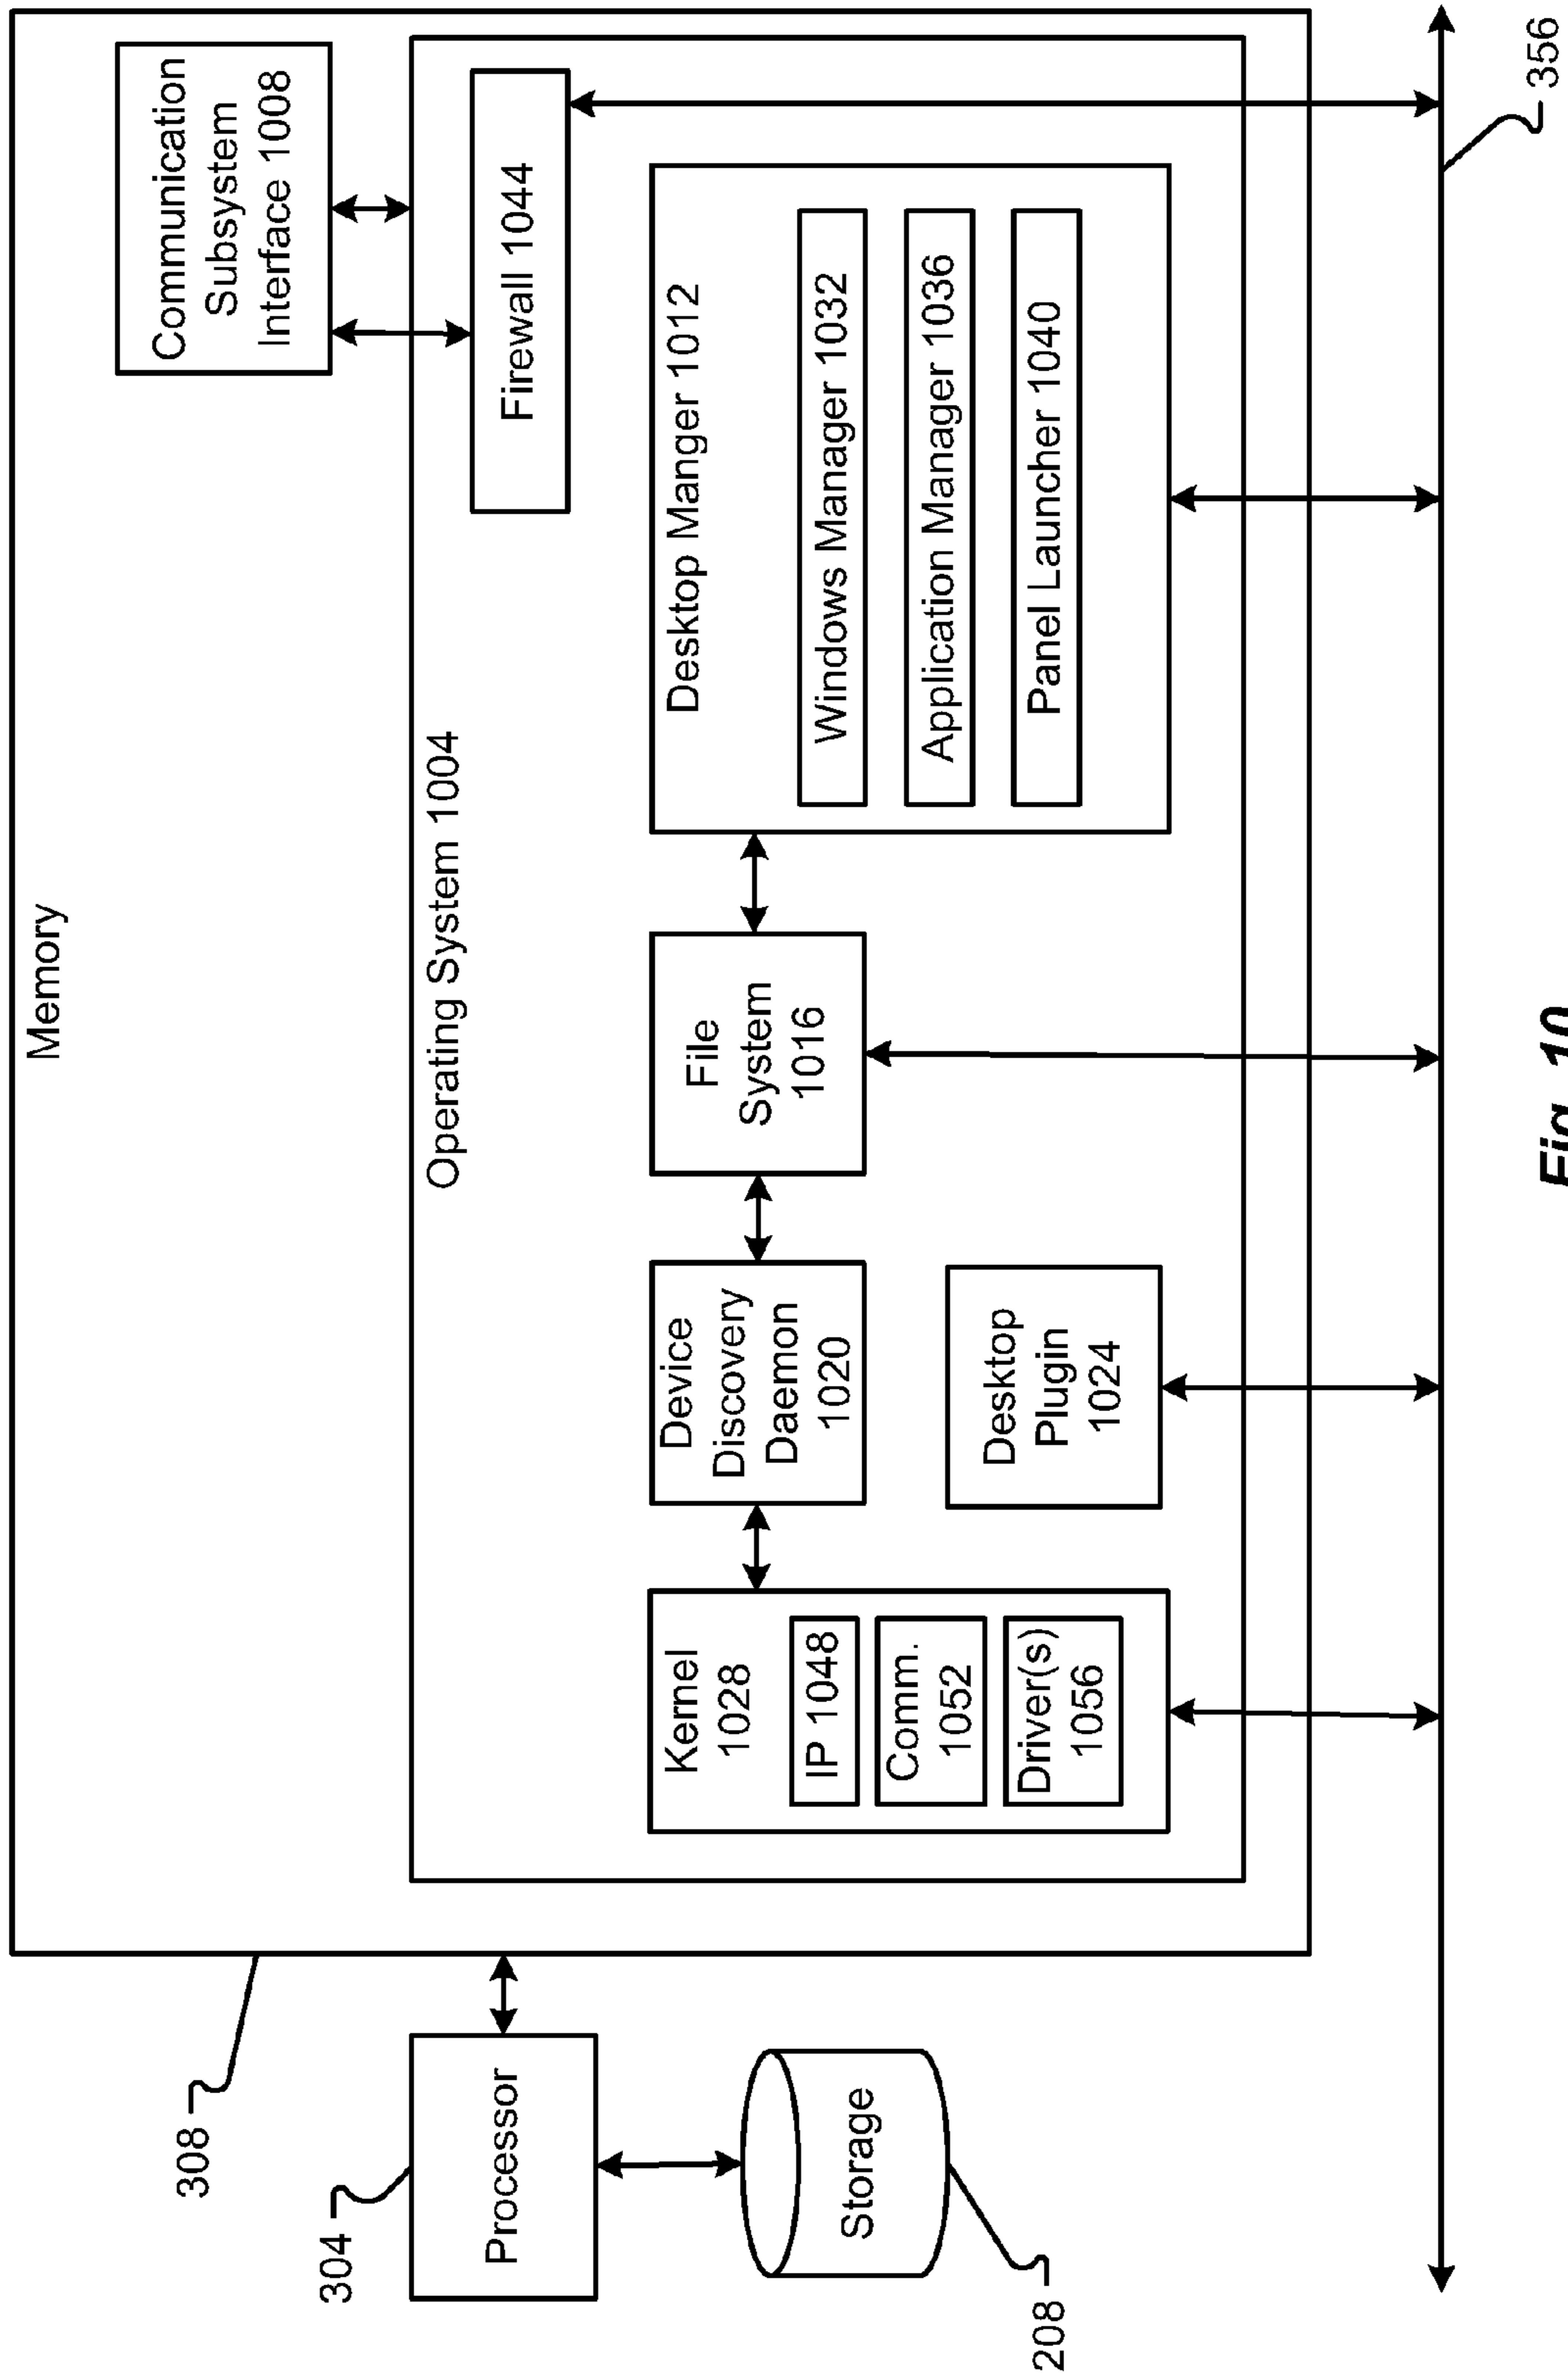 Memory
308
Communication
Subsystem
Interface 1008
Operating System 1004
Firewall 1044
304
Processor
Kernel
1028
IP 1048
Comm.
1052
Driver(s)
1056
Device
Discovery
Daemon
1020
File
System
1016
Desktop Manger 1012
Windows Manager 1032
Application Manager 1036
Panel Launcher 1040
Desktop
Plugin
1024
Storage
208
356
Fig. 10